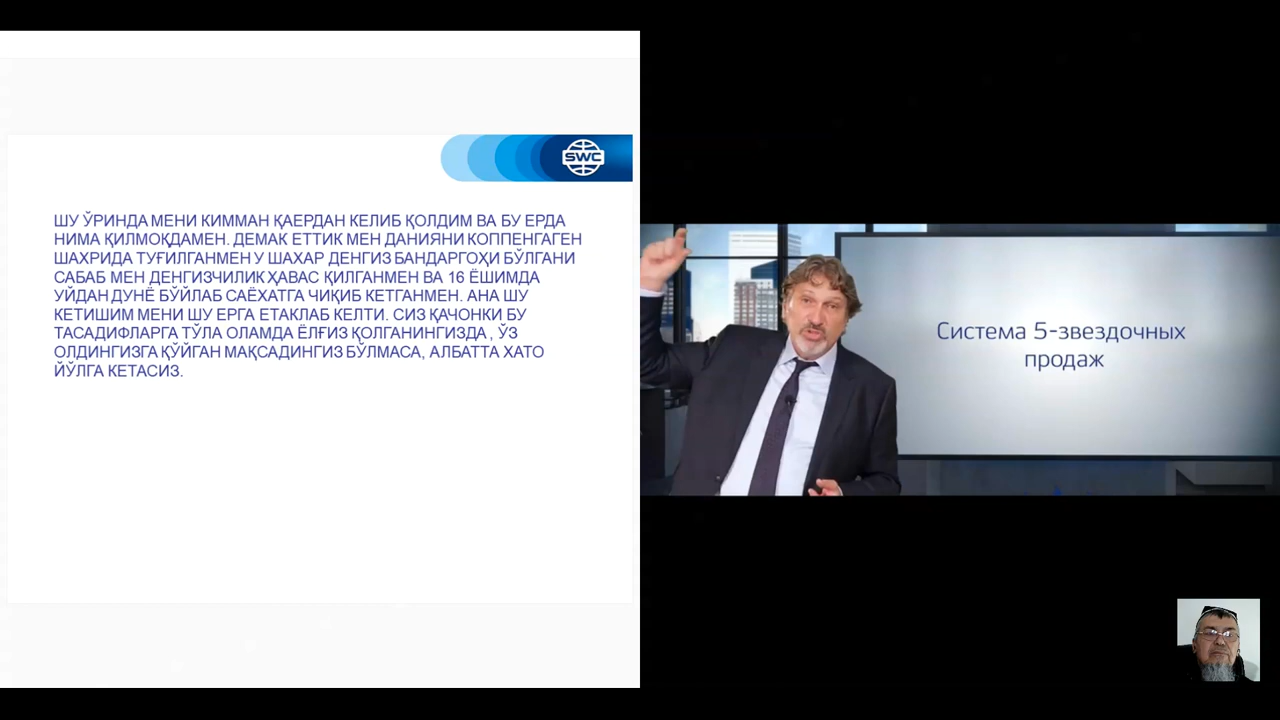 SWC
ШУ ЎРИНДА МЕНИ КИММАН ҚАЕРДАН КЕЛИБ ҚОЛДИМ ВА БУ ЕРДА
НИМА ҚИЛМОҚДАМЕН. ДЕМАК ЕТТИК МЕН ДАНИЯНИ КОППЕНГАГЕН
ШАХРИДА ТУҒИЛГАНМЕН У ШАХАР ДЕНГИЗ БАНДАРГОҲИ БЎЛГАНИ
САБАБ МЕН ДЕНГИЗЧИЛИК ҲАВАС ҚИЛГАНМЕН ВА 16 ЁШИМДА
УЙДАН ДУНЁ БЎЙЛАБ САЁХАТГА ЧИҚИБ КЕТГАНМЕН. АНА ШУ
КЕТИШИМ МЕНИ ШУ ЕРГА ЕТАКЛАБ КЕЛТИ. СИЗ ҚАЧОНКИ БУ
ТАСАДИФЛАРГА ТЎЛА ОЛАМДА ЁЛҒИЗ ҚОЛГАНИНГИЗДА , ЎЗ
ОЛДИНГИЗГА ҚЎЙГАН МАҚСАДИНГИЗ БЎЛМАСА, АЛБАТТА ХАТО
ЙЎЛГА КЕТАСИЗ.
Система 5-звездочных
продаж